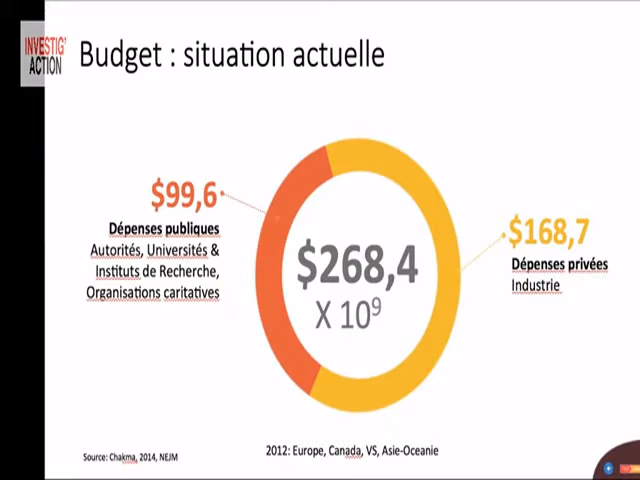 INVESTIG'
ACTION
Budget : situation actuelle
$99,6
Dépenses publiques
Autorités, Universités &
Instituts de Recherche,
Organisations caritatives
$268,4
X 10⁹
$168,7
Dépenses privées
Industrie
Source: Chakma, 2014, NEJM
2012: Europe, Canada, VS, Asie-Oceanie